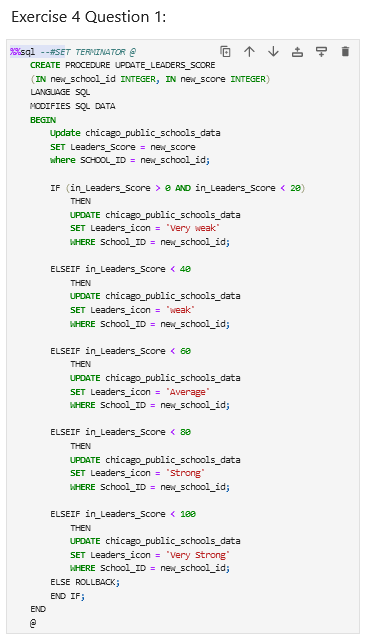 Exercise 4 Question 1:
%%sql --#SET TERMINATOR @
CREATE PROCEDURE UPDATE_LEADERS_SCORE
(IN new_school_id INTEGER, IN new_score INTEGER)
LANGUAGE SQL
MODIFIES SQL DATA
BEGIN
Update chicago_public_schools_data
SET Leaders_Score = new_score
where SCHOOL_ID = new_school_id;
IF (in_Leaders_Score > 0 AND in_Leaders_Score < 20)
THEN
UPDATE chicago_public_schools_data
SET Leaders_icon = 'Very weak'
WHERE School_ID = new_school_id;
ELSEIF in_Leaders_Score < 40
THEN
UPDATE chicago_public_schools_data
SET Leaders_icon = 'weak'
WHERE School_ID = new_school_id;
ELSEIF in_Leaders_Score < 60
THEN
UPDATE chicago_public_schools_data
SET Leaders_icon = 'Average'
WHERE School_ID = new_school_id;
ELSEIF in_Leaders_Score < 80
THEN
UPDATE chicago_public_schools_data
SET Leaders_icon = 'Strong'
WHERE School_ID = new_school_id;
ELSEIF in_Leaders_Score < 100
THEN
UPDATE chicago_public_schools_data
SET Leaders_icon = 'Very Strong'
WHERE School_ID = new_school_id;
ELSE ROLLBACK;
END IF;
END
@